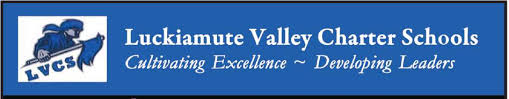 LVCS
Luckiamute Valley Charter Schools
Cultivating Excellence ~ Developing Leaders